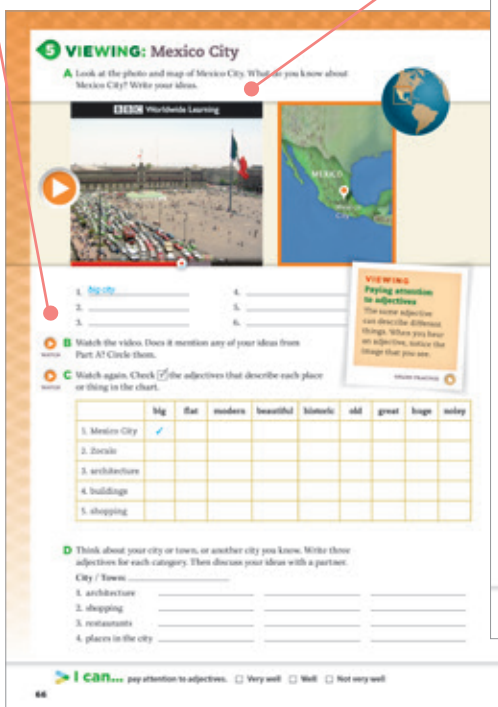 5 VIEWING: Mexico City
A Look at the photo and map of Mexico City. What do you know about
Mexico City? Write your ideas.
BBC Worldwide Learning
MEXICO
Mexico
City
1. big city
2.
3.
4.
5.
6.
VIEWING
Paying attention
to adjectives
The same adjective
can describe different
things. When you hear
an adjective, notice the
image that you see.
ONLINE PRACTICE
WATCH
B Watch the video. Does it mention any of your ideas from
Part A? Circle them.
WATCH
C Watch again. Check ✓ the adjectives that describe each place
or thing in the chart.
big flat modern beautiful historic old great huge noisy
1. Mexico City ✓
2. Zocalo
3. architecture
4. buildings
5. shopping
D Think about your city or town, or another city you know. Write three
adjectives for each category. Then discuss your ideas with a partner.
City / Town:
1. architecture
2. shopping
3. restaurants
4. places in the city
I can... pay attention to adjectives. □ Very well □ Well □ Not very well
66